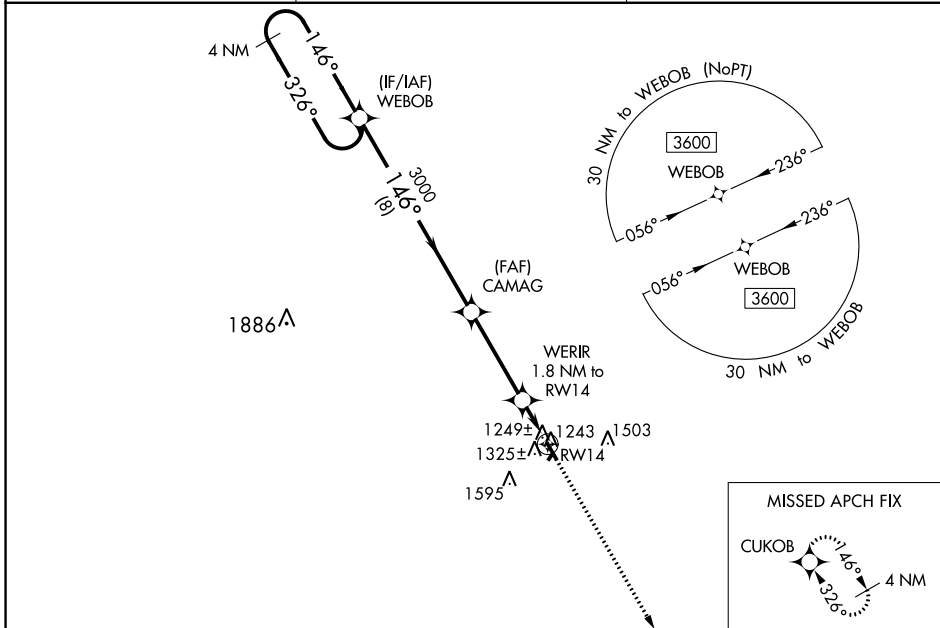 4 NM
146°
326°
(IF/IAF)
WEBOB
3000
146°
(8)
(FAF)
CAMAG
1886
WERIR
1.8 NM to
RW14
1249±
1243
1503
1325±
RW14
1595
30 NM to WEBOB (NoPT)
3600
WEBOB
236°
056°
236°
056°
WEBOB
3600
30 NM to WEBOB
MISSED APCH FIX
CUKOB
146°
326°
4 NM